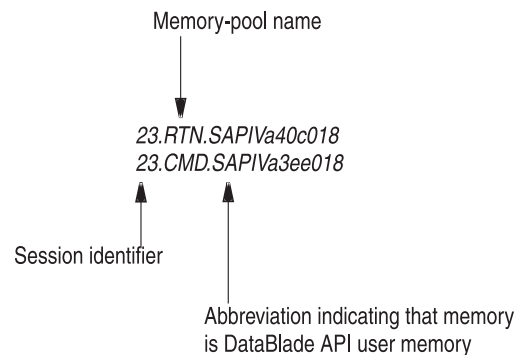 Memory-pool name
23.RTN.SAPIVa40c018
23.CMD.SAPIVa3ee018
Session identifier
Abbreviation indicating that memory
is DataBlade API user memory